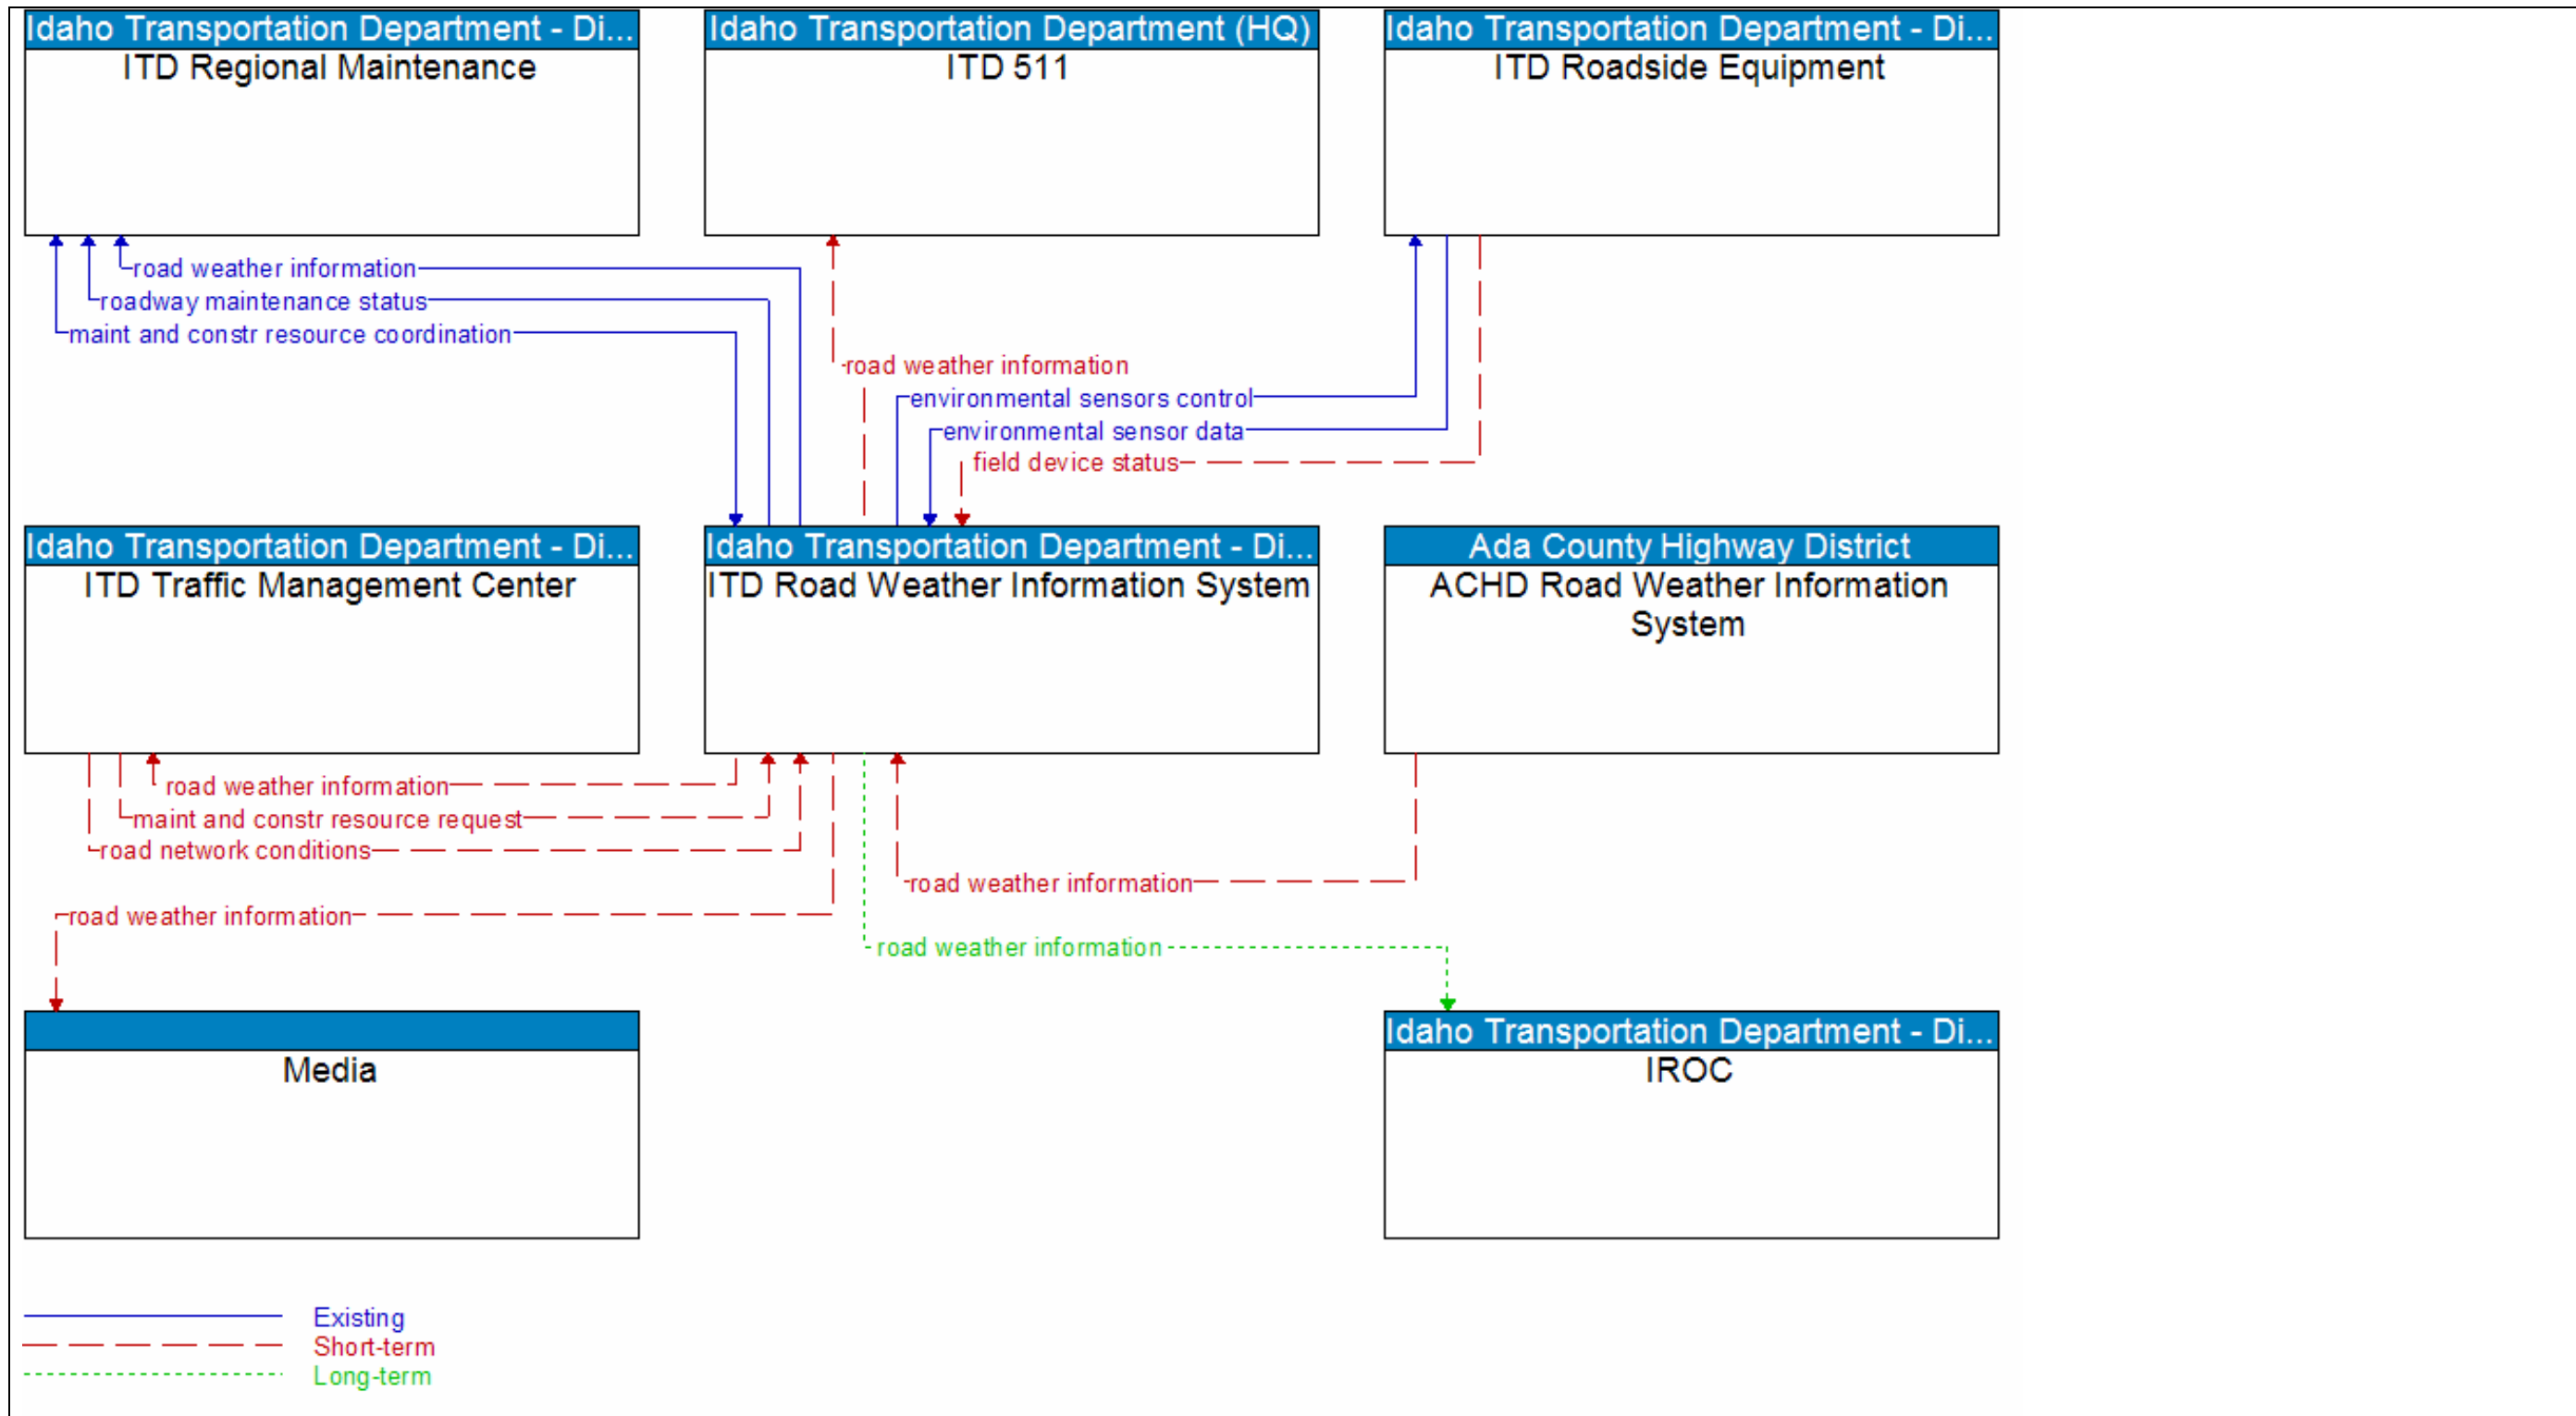 Idaho Transportation Department - Di...
ITD Regional Maintenance
Idaho Transportation Department (HQ)
ITD 511
Idaho Transportation Department - Di...
ITD Roadside Equipment
road weather information
roadway maintenance status
maint and constr resource coordination
road weather information
environmental sensors control
environmental sensor data
field device status
Idaho Transportation Department - Di...
ITD Traffic Management Center
Idaho Transportation Department - Di...
ITD Road Weather Information System
Ada County Highway District
ACHD Road Weather Information
System
road weather information
maint and constr resource request
road network conditions
road weather information
road weather information
road weather information
Media
Idaho Transportation Department - Di...
IROC
Existing
Short-term
Long-term